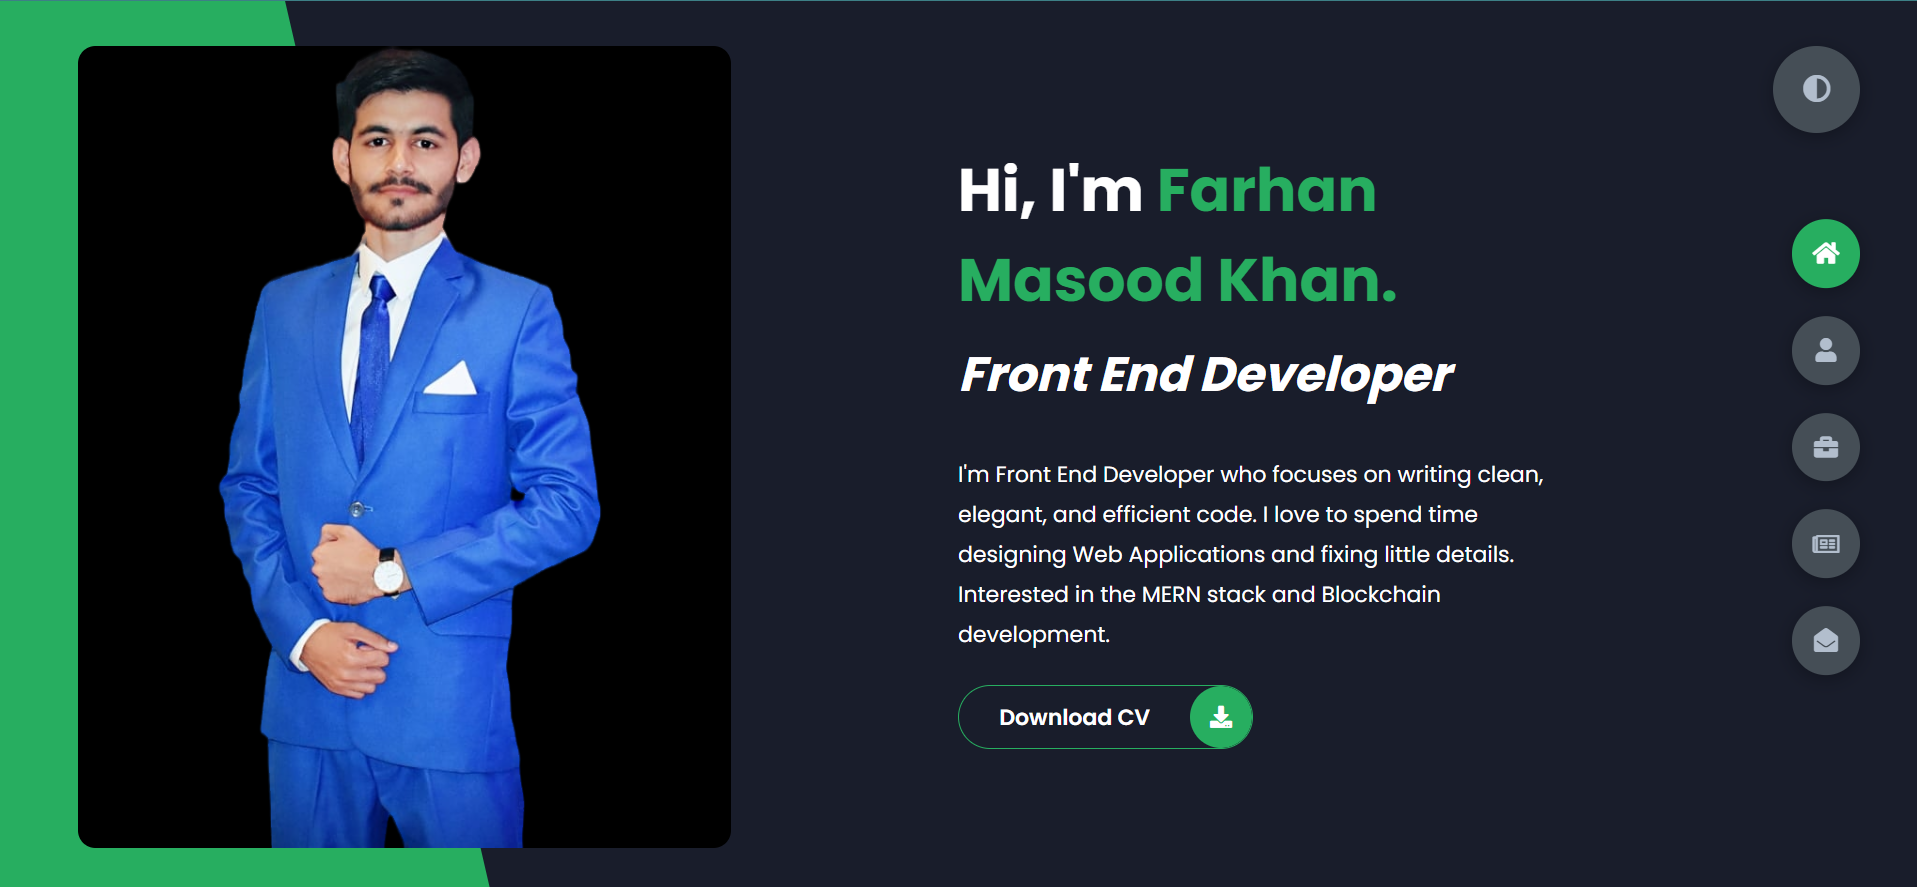 Hi, I'm Farhan
Masood Khan.
Front End Developer
I'm Front End Developer who focuses on writing clean,
elegant, and efficient code. I love to spend time
designing Web Applications and fixing little details.
Interested in the MERN stack and Blockchain
development.
Download CV